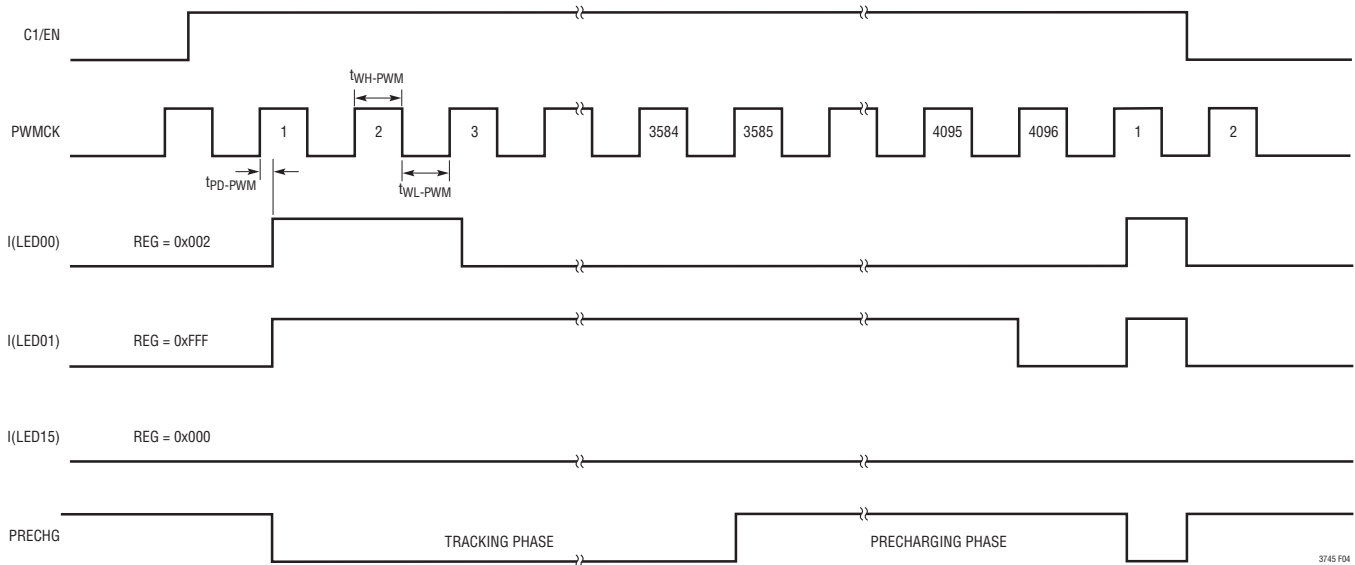 C1/EN
tWH-PWM
PWMCK
1 2 3 3584 3585 4095 4096 1 2
tPD-PWM
tWL-PWM
I(LED00) REG = 0x002
I(LED01) REG = 0xFFF
I(LED15) REG = 0x000
PRECHG
TRACKING PHASE PRECHARGING PHASE
3745 F04